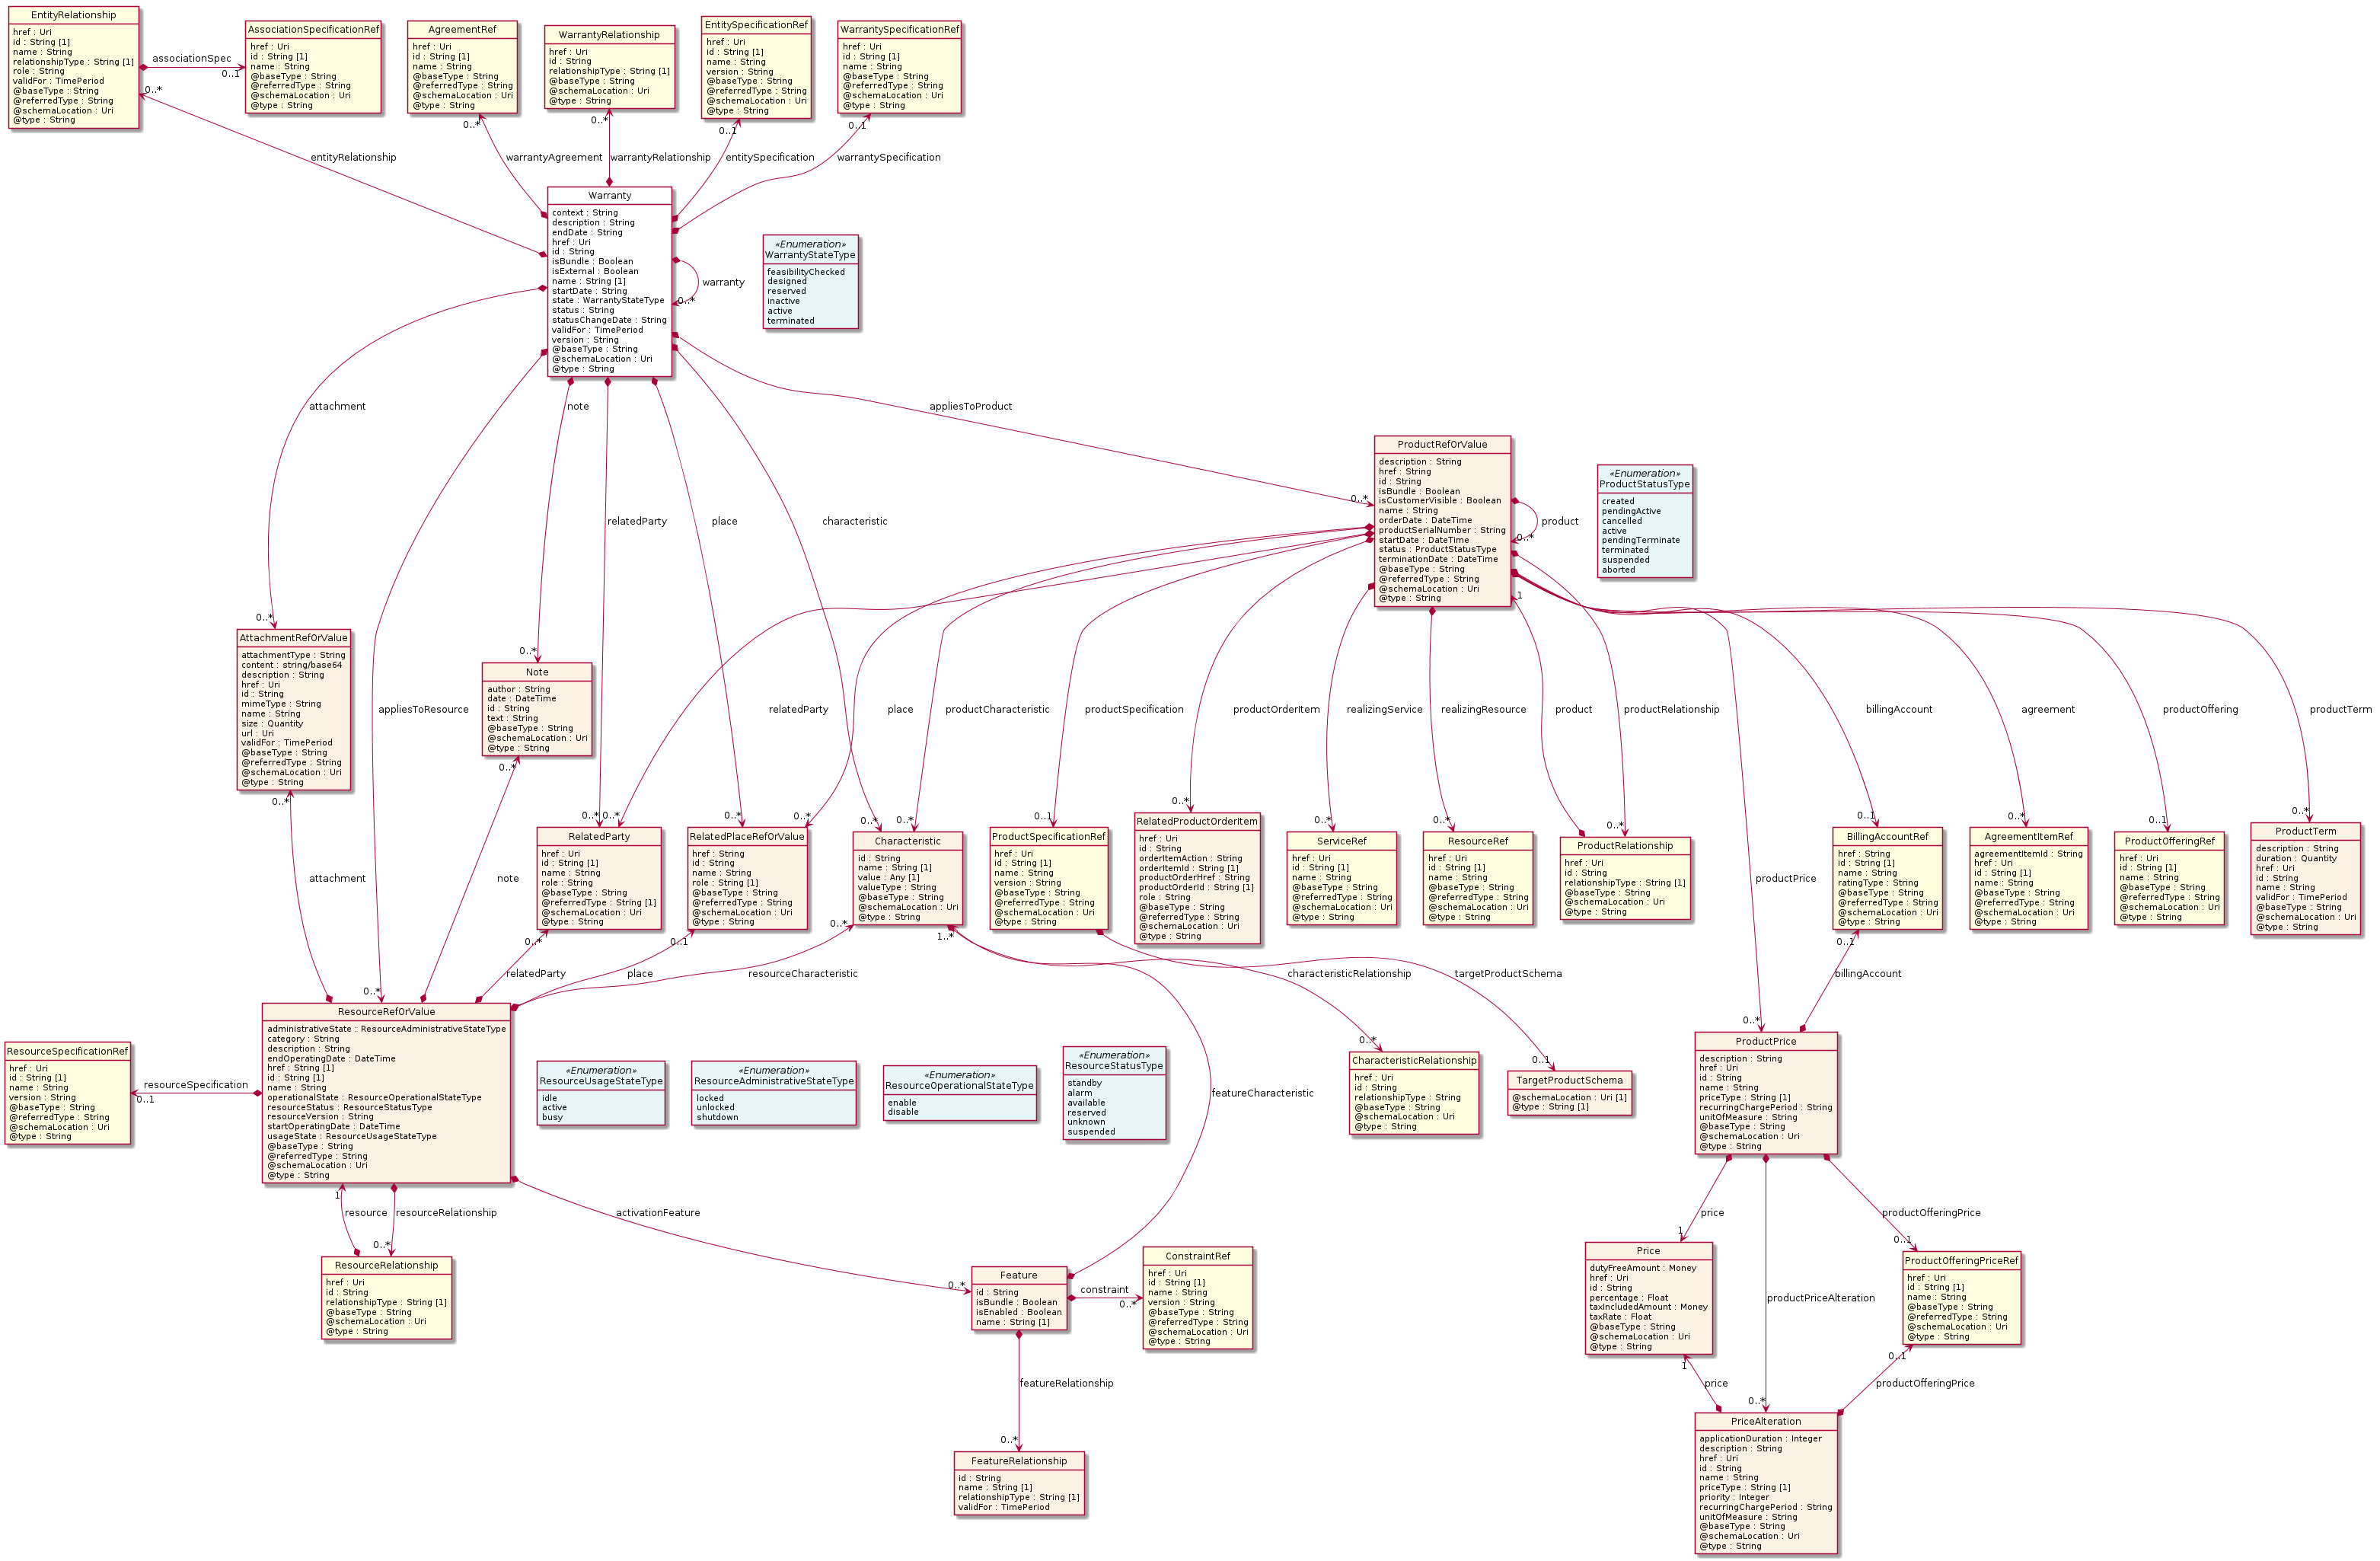 EntityRelationship
href : Uri
id : String [1]
name : String
relationshipType : String [1]
role : String
validFor : TimePeriod
@baseType : String
@referredType : String
@schemaLocation : Uri
@type : String
associationSpec
0..1
0..*
AssociationSpecificationRef
href : Uri
id : String [1]
name : String
@baseType : String
@referredType : String
@schemaLocation : Uri
@type : String
AgreementRef
href : Uri
id : String [1]
name : String
@baseType : String
@referredType : String
@schemaLocation : Uri
@type : String
0..*
WarrantyRelationship
href : Uri
id : String
relationshipType : String [1]
@baseType : String
@schemaLocation : Uri
@type : String
0..*
EntitySpecificationRef
href : Uri
id : String [1]
name : String
version : String
@baseType : String
@referredType : String
@schemaLocation : Uri
@type : String
0..1
WarrantySpecificationRef
href : Uri
id : String [1]
name : String
@baseType : String
@referredType : String
@schemaLocation : Uri
@type : String
0..1
entityRelationship
warrantyAgreement
warrantyRelationship
entitySpecification
warrantySpecification
Warranty
context : String
description : String
endDate : String
href : Uri
id : String
isBundle : Boolean
isExternal : Boolean
name : String [1]
startDate : String
state : WarrantyStateType
status : String
statusChangeDate : String
validFor : TimePeriod
version : String
@baseType : String
@schemaLocation : Uri
@type : String
warranty
0..*
«Enumeration»
WarrantyStateType
feasibilityChecked
designed
reserved
inactive
active
terminated
attachment
note
appliesToProduct
relatedParty
place
characteristic
ProductRefOrValue
description : String
href : String
id : String
isBundle : Boolean
isCustomerVisible : Boolean
name : String
orderDate : DateTime
productSerialNumber : String
startDate : DateTime
status : ProductStatusType
terminationDate : DateTime
@baseType : String
@referredType : String
@schemaLocation : Uri
@type : String
0..*
product
0..*
1
«Enumeration»
ProductStatusType
created
pendingActive
cancelled
active
pendingTerminate
terminated
suspended
aborted
0..*
AttachmentRefOrValue
attachmentType : String
content : string/base64
description : String
href : Uri
id : String
mimeType : String
name : String
size : Quantity
url : Uri
validFor : TimePeriod
@baseType : String
@referredType : String
@schemaLocation : Uri
@type : String
0..*
appliesToResource
0..*
Note
author : String
date : DateTime
id : String
text : String
@baseType : String
@schemaLocation : Uri
@type : String
0..*
relatedParty
place
productCharacteristic
productSpecification
productOrderItem
realizingService
realizingResource
product
productRelationship
billingAccount
agreement
productOffering
productTerm
0..*
0..*
RelatedParty
href : Uri
id : String [1]
name : String
role : String
@baseType : String
@referredType : String [1]
@schemaLocation : Uri
@type : String
0..*
0..*
0..*
RelatedPlaceRefOrValue
href : String
id : String
name : String
role : String [1]
@baseType : String
@referredType : String
@schemaLocation : Uri
@type : String
0..1
0..*
0..*
Characteristic
id : String
name : String [1]
value : Any [1]
valueType : String
@baseType : String
@schemaLocation : Uri
@type : String
0..*
1..*
0..1
ProductSpecificationRef
href : Uri
id : String [1]
name : String
version : String
@baseType : String
@referredType : String
@schemaLocation : Uri
@type : String
0..*
RelatedProductOrderItem
href : Uri
id : String
orderItemAction : String
orderItemId : String [1]
productOrderHref : String
productOrderId : String [1]
role : String
@baseType : String
@referredType : String
@schemaLocation : Uri
@type : String
0..*
ServiceRef
href : Uri
id : String [1]
name : String
@baseType : String
@referredType : String
@schemaLocation : Uri
@type : String
0..*
ResourceRef
href : Uri
id : String [1]
name : String
@baseType : String
@referredType : String
@schemaLocation : Uri
@type : String
0..*
ProductRelationship
href : Uri
id : String
relationshipType : String [1]
@baseType : String
@schemaLocation : Uri
@type : String
productPrice
0..1
BillingAccountRef
href : String
id : String [1]
name : String
ratingType : String
@baseType : String
@referredType : String
@schemaLocation : Uri
@type : String
0..1
0..*
AgreementItemRef
agreementItemId : String
href : Uri
id : String [1]
name : String
@baseType : String
@referredType : String
@schemaLocation : Uri
@type : String
0..1
ProductOfferingRef
href : Uri
id : String [1]
name : String
@baseType : String
@referredType : String
@schemaLocation : Uri
@type : String
0..*
ProductTerm
description : String
duration : Quantity
href : Uri
id : String
name : String
validFor : TimePeriod
@baseType : String
@schemaLocation : Uri
@type : String
attachment
note
relatedParty
place
resourceCharacteristic
characteristicRelationship
targetProductSchema
billingAccount
0..*
ResourceRefOrValue
administrativeState : ResourceAdministrativeStateType
category : String
description : String
endOperatingDate : DateTime
href : String [1]
id : String [1]
name : String
operationalState : ResourceOperationalStateType
resourceStatus : ResourceStatusType
resourceVersion : String
startOperatingDate : DateTime
usageState : ResourceUsageStateType
@baseType : String
@referredType : String
@schemaLocation : Uri
@type : String
resourceSpecification
0..1
ResourceSpecificationRef
href : Uri
id : String [1]
name : String
version : String
@baseType : String
@referredType : String
@schemaLocation : Uri
@type : String
«Enumeration»
ResourceUsageStateType
idle
active
busy
«Enumeration»
ResourceAdministrativeStateType
locked
unlocked
shutdown
«Enumeration»
ResourceOperationalStateType
enable
disable
«Enumeration»
ResourceStatusType
standby
alarm
available
reserved
unknown
suspended
featureCharacteristic
0..*
CharacteristicRelationship
href : Uri
id : String
relationshipType : String
@baseType : String
@schemaLocation : Uri
@type : String
0..1
TargetProductSchema
@schemaLocation : Uri [1]
@type : String [1]
0..*
ProductPrice
description : String
href : Uri
id : String
name : String
priceType : String [1]
recurringChargePeriod : String
unitOfMeasure : String
@baseType : String
@schemaLocation : Uri
@type : String
1
resource
resourceRelationship
0..*
activationFeature
ResourceRelationship
href : Uri
id : String
relationshipType : String [1]
@baseType : String
@schemaLocation : Uri
@type : String
0..*
Feature
id : String
isBundle : Boolean
isEnabled : Boolean
name : String [1]
constraint
0..*
ConstraintRef
href : Uri
id : String [1]
name : String
version : String
@baseType : String
@referredType : String
@schemaLocation : Uri
@type : String
price
1
productOfferingPrice
0..1
Price
dutyFreeAmount : Money
href : Uri
id : String
percentage : Float
taxIncludedAmount : Money
taxRate : Float
@baseType : String
@schemaLocation : Uri
@type : String
1
productPriceAlteration
ProductOfferingPriceRef
href : Uri
id : String [1]
name : String
@baseType : String
@referredType : String
@schemaLocation : Uri
@type : String
0..1
featureRelationship
0..*
price
productOfferingPrice
0..*
FeatureRelationship
id : String
name : String [1]
relationshipType : String [1]
validFor : TimePeriod
PriceAlteration
applicationDuration : Integer
description : String
href : Uri
id : String
name : String
priceType : String [1]
priority : Integer
recurringChargePeriod : String
unitOfMeasure : String
@baseType : String
@schemaLocation : Uri
@type : String